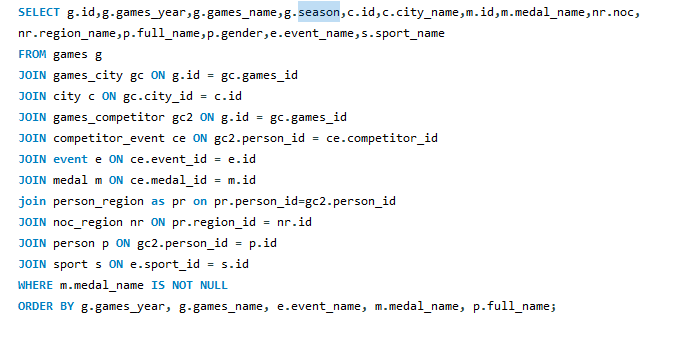 SELECT g.id,g.games_year,g.games_name,g.season,c.id,c.city_name,m.id,m.medal_name,nr.noc,
nr.region_name,p.full_name,p.gender,e.event_name,s.sport_name
FROM games g
JOIN games_city gc ON g.id = gc.games_id
JOIN city c ON gc.city_id = c.id
JOIN games_competitor gc2 ON g.id = gc.games_id
JOIN competitor_event ce ON gc2.person_id = ce.competitor_id
JOIN event e ON ce.event_id = e.id
JOIN medal m ON ce.medal_id = m.id
join person_region as pr on pr.person_id=gc2.person_id
JOIN noc_region nr ON pr.region_id = nr.id
JOIN person p ON gc2.person_id = p.id
JOIN sport s ON e.sport_id = s.id
WHERE m.medal_name IS NOT NULL
ORDER BY g.games_year, g.games_name, e.event_name, m.medal_name, p.full_name;